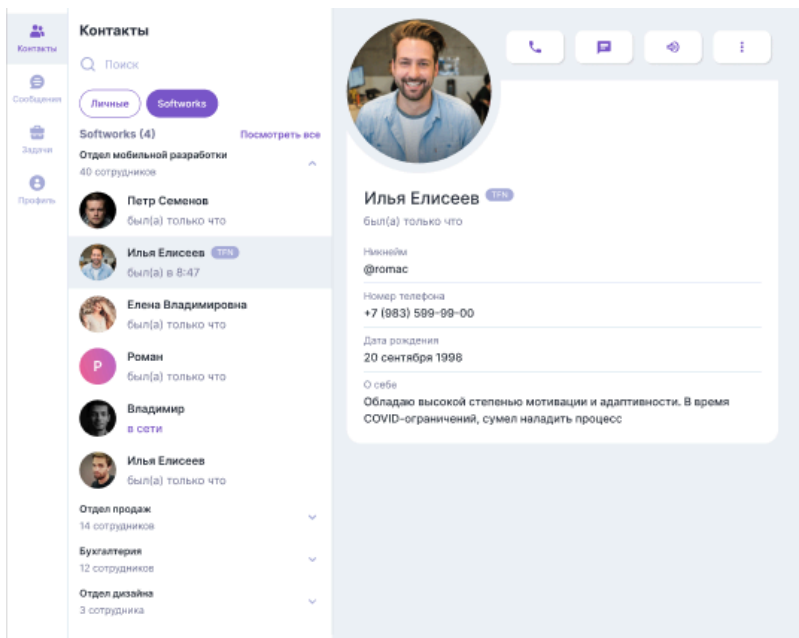 Контакты
Сообщения
Задачи
Профиль
Контакты
Поиск
Личные
Softworks
Softworks (4)
Посмотреть все
Отдел мобильной разработки
40 сотрудников
Петр Семенов
был(а) только что
Илья Елисеев TFN
был(а) в 8:47
Елена Владимировна
был(а) только что
Р
Роман
был(а) только что
Владимир
в сети
Илья Елисеев
был(а) только что
Отдел продаж
14 сотрудников
Бухгалтерия
12 сотрудников
Отдел дизайна
3 сотрудника
Илья Елисеев TFN
был(а) только что
Никнейм
@romac
Номер телефона
+7 (983) 599-99-00
Дата рождения
20 сентября 1998
О себе
Обладаю высокой степенью мотивации и адаптивности. В время
COVID-ограничений, сумел наладить процесс